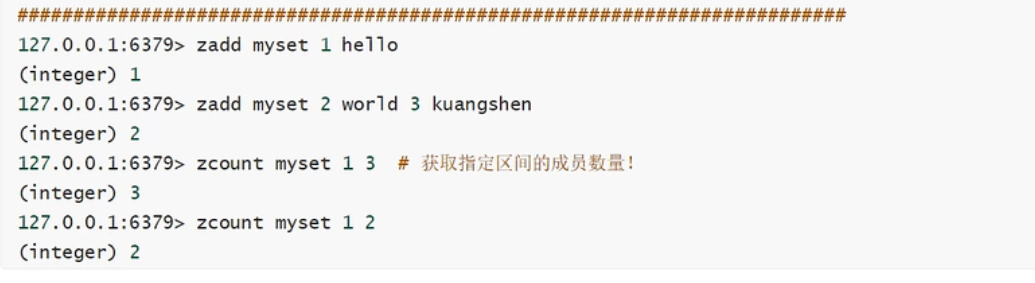 ##########################################################################
127.0.0.1:6379> zadd myset 1 hello
(integer) 1
127.0.0.1:6379> zadd myset 2 world 3 kuangshen
(integer) 2
127.0.0.1:6379> zcount myset 1 3  # 获取指定区间的成员数量！
(integer) 3
127.0.0.1:6379> zcount myset 1 2
(integer) 2